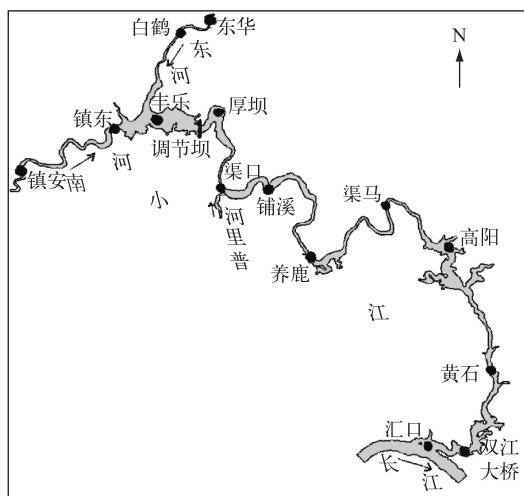 白鹤 东华
东
河
N
丰乐 厚坝
镇东
调节坝
河
镇安 南 渠口
小 河 铺溪 渠马
里
普
养鹿 高阳
江
黄石
汇口 双江
大桥
长
江